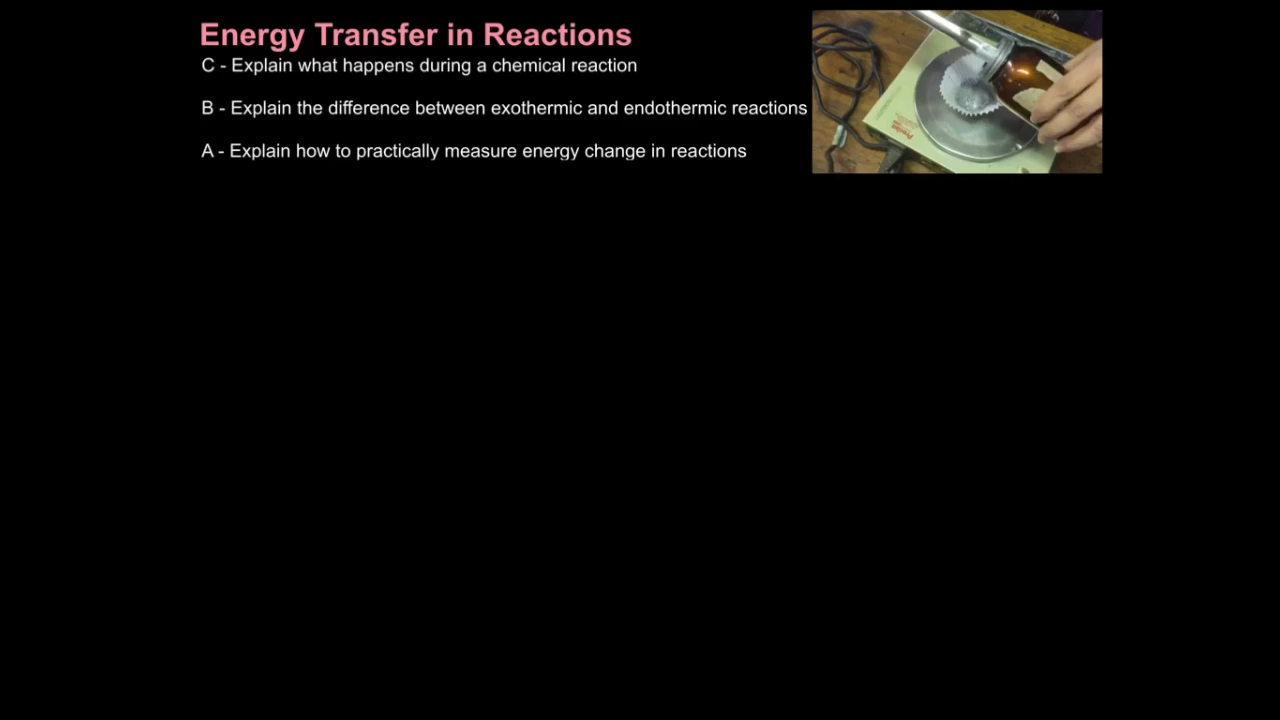 Energy Transfer in Reactions
C - Explain what happens during a chemical reaction
B - Explain the difference between exothermic and endothermic reactions
A - Explain how to practically measure energy change in reactions